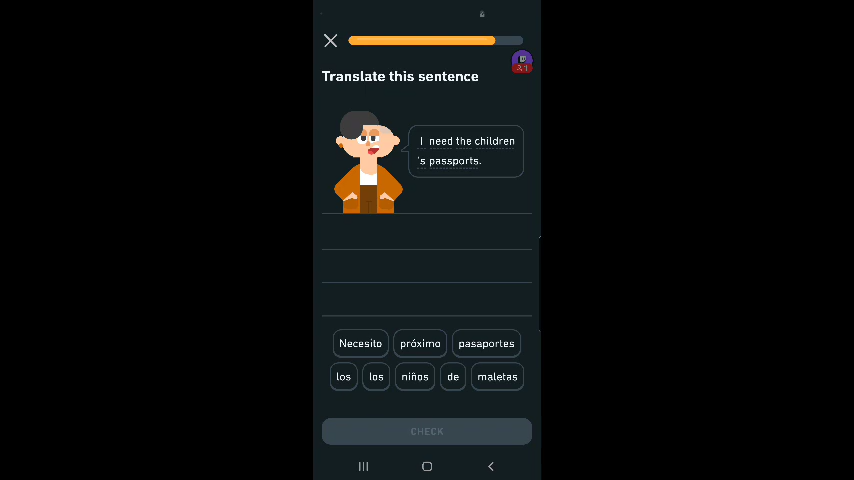 Translate this sentence
I need the children
's passports.
Necesito próximo pasaportes
los los niños de maletas
CHECK